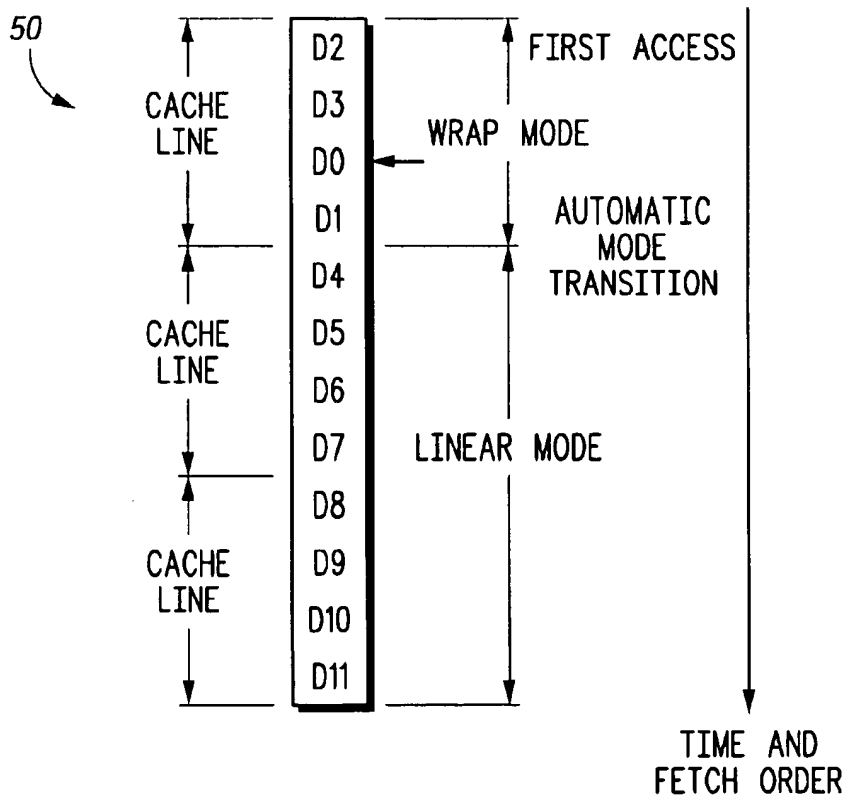 50
D2
FIRST ACCESS
CACHE
LINE
D3
WRAP MODE
D0
D1
AUTOMATIC
MODE
TRANSITION
D4
CACHE
LINE
D5
D6
D7
LINEAR MODE
D8
CACHE
LINE
D9
D10
D11
TIME AND
FETCH ORDER